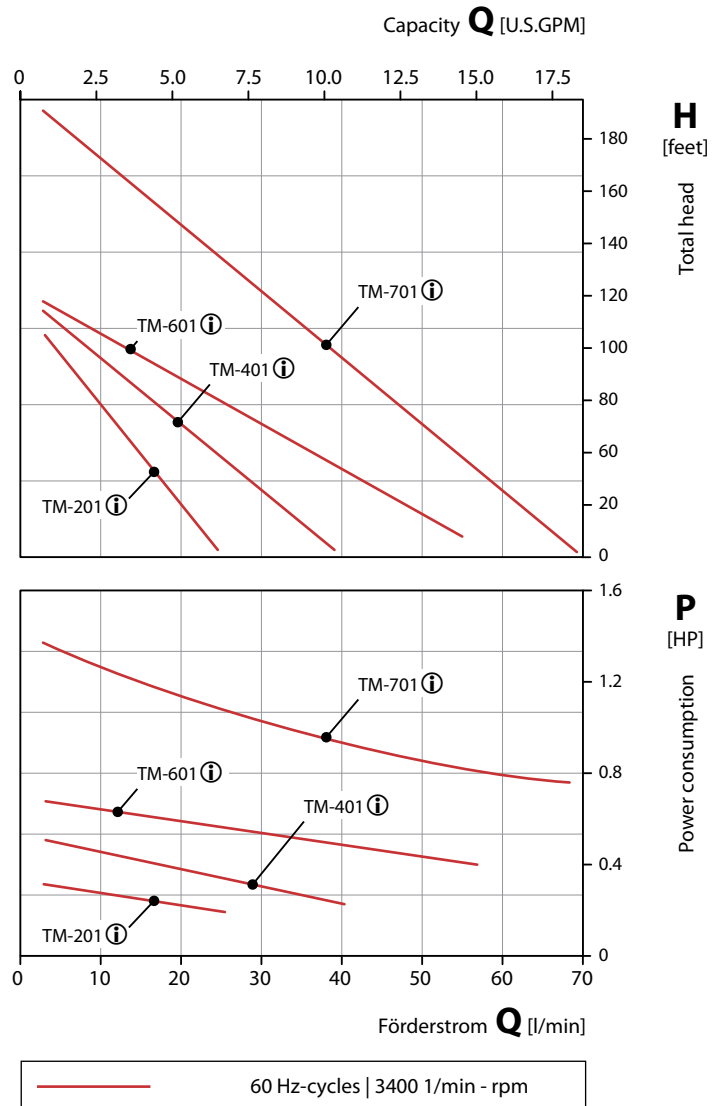 Capacity Q [U.S.GPM]
0 2.5 5.0 7.5 10.0 12.5 15.0 17.5
H
[feet]
Total head
180
160
140
120
100
80
60
20
0
TM-701 ⓘ
TM-601 ⓘ
TM-401 ⓘ
TM-201 ⓘ
1.6
P
[HP]
Power consumption
1.2
0.8
0.4
0
TM-701 ⓘ
TM-601 ⓘ
TM-401 ⓘ
TM-201 ⓘ
0 10 20 30 40 50 60 70
Förderstrom Q [l/min]
60 Hz-cycles | 3400 1/min - rpm